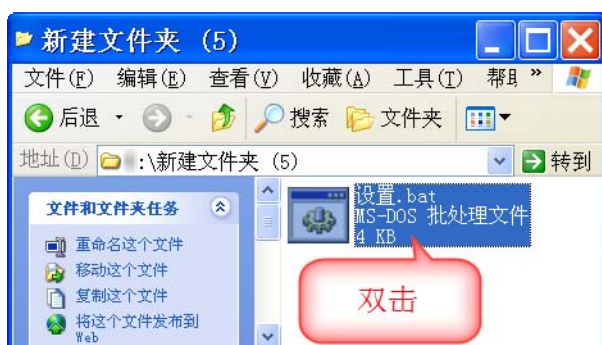 新建文件夹 (5)
文件(F) 编辑(E) 查看(V) 收藏(A) 工具(T) 帮助 »
后退 搜索 文件夹
地址(D) :\新建文件夹 (5) 转到
文件和文件夹任务
重命名这个文件
移动这个文件
复制这个文件
将这个文件发布到
Web
设置.bat
MS-DOS 批处理文件
4 KB
双击